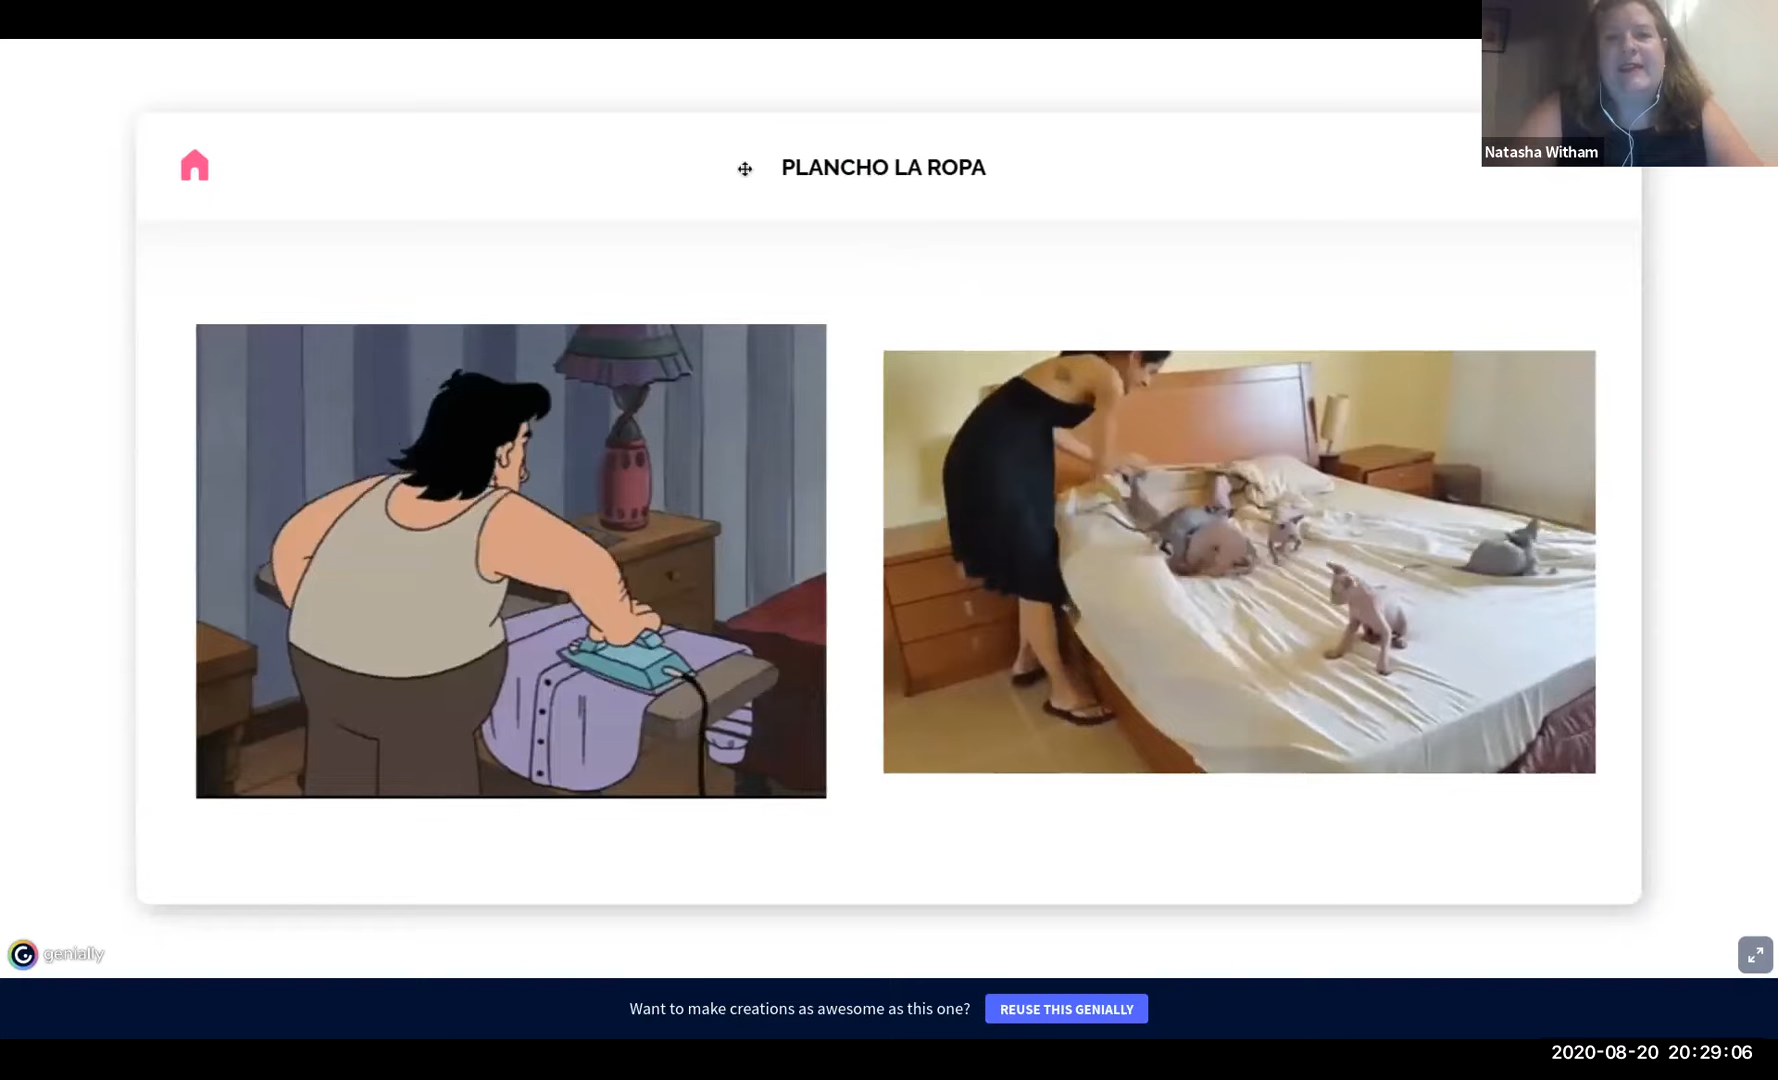 Natasha Witham
PLANCHO LA ROPA
genially
Want to make creations as awesome as this one?
REUSE THIS GENIALLY
2020-08-20 20:29:06